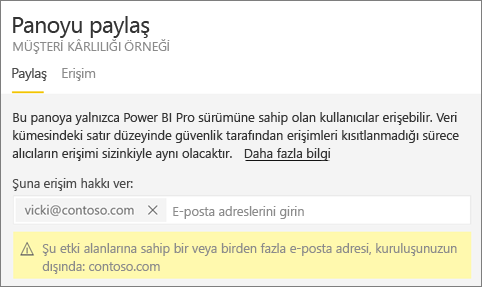 Panoyu paylaş
MÜŞTERİ KÂRLILIĞI ÖRNEĞİ
Paylaş Erişim
Bu panoya yalnızca Power BI Pro sürümüne sahip olan kullanıcılar erişebilir. Veri
kümesindeki satır düzeyinde güvenlik tarafından erişimleri kısıtlanmadığı sürece
alıcıların erişimi sizinkiyle aynı olacaktır. Daha fazla bilgi
Şuna erişim hakkı ver:
vicki@contoso.com × E-posta adreslerini girin
Şu etki alanlarına sahip bir veya birden fazla e-posta adresi, kuruluşunuzun
dışında: contoso.com